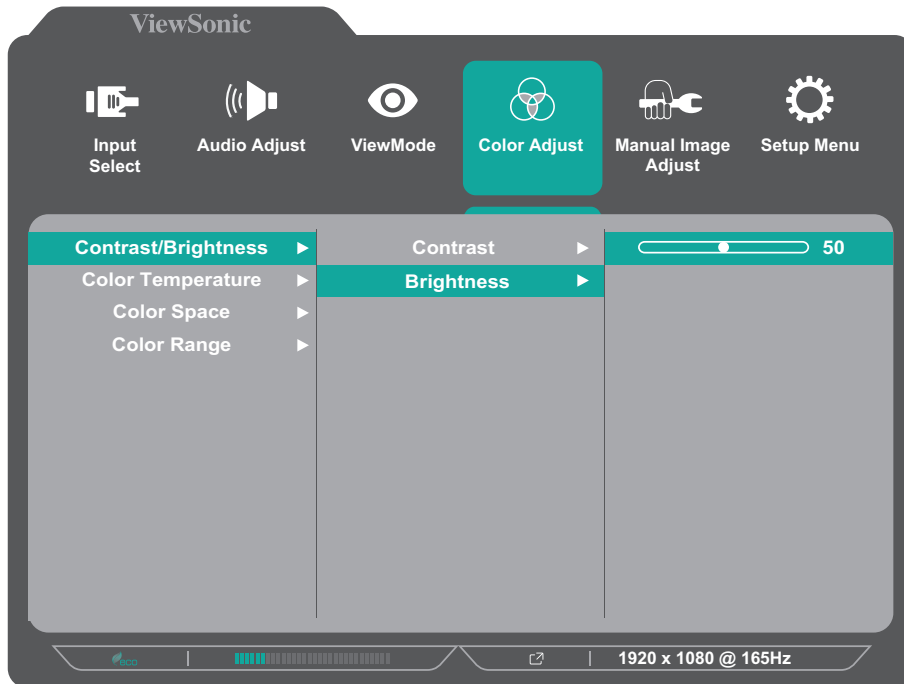 ViewSonic
Input
Select
Audio Adjust
ViewMode
Color Adjust
Manual Image
Adjust
Setup Menu
Contrast/Brightness
Contrast
50
Color Temperature
Brightness
Color Space
Color Range
eco
1920 x 1080 @ 165Hz